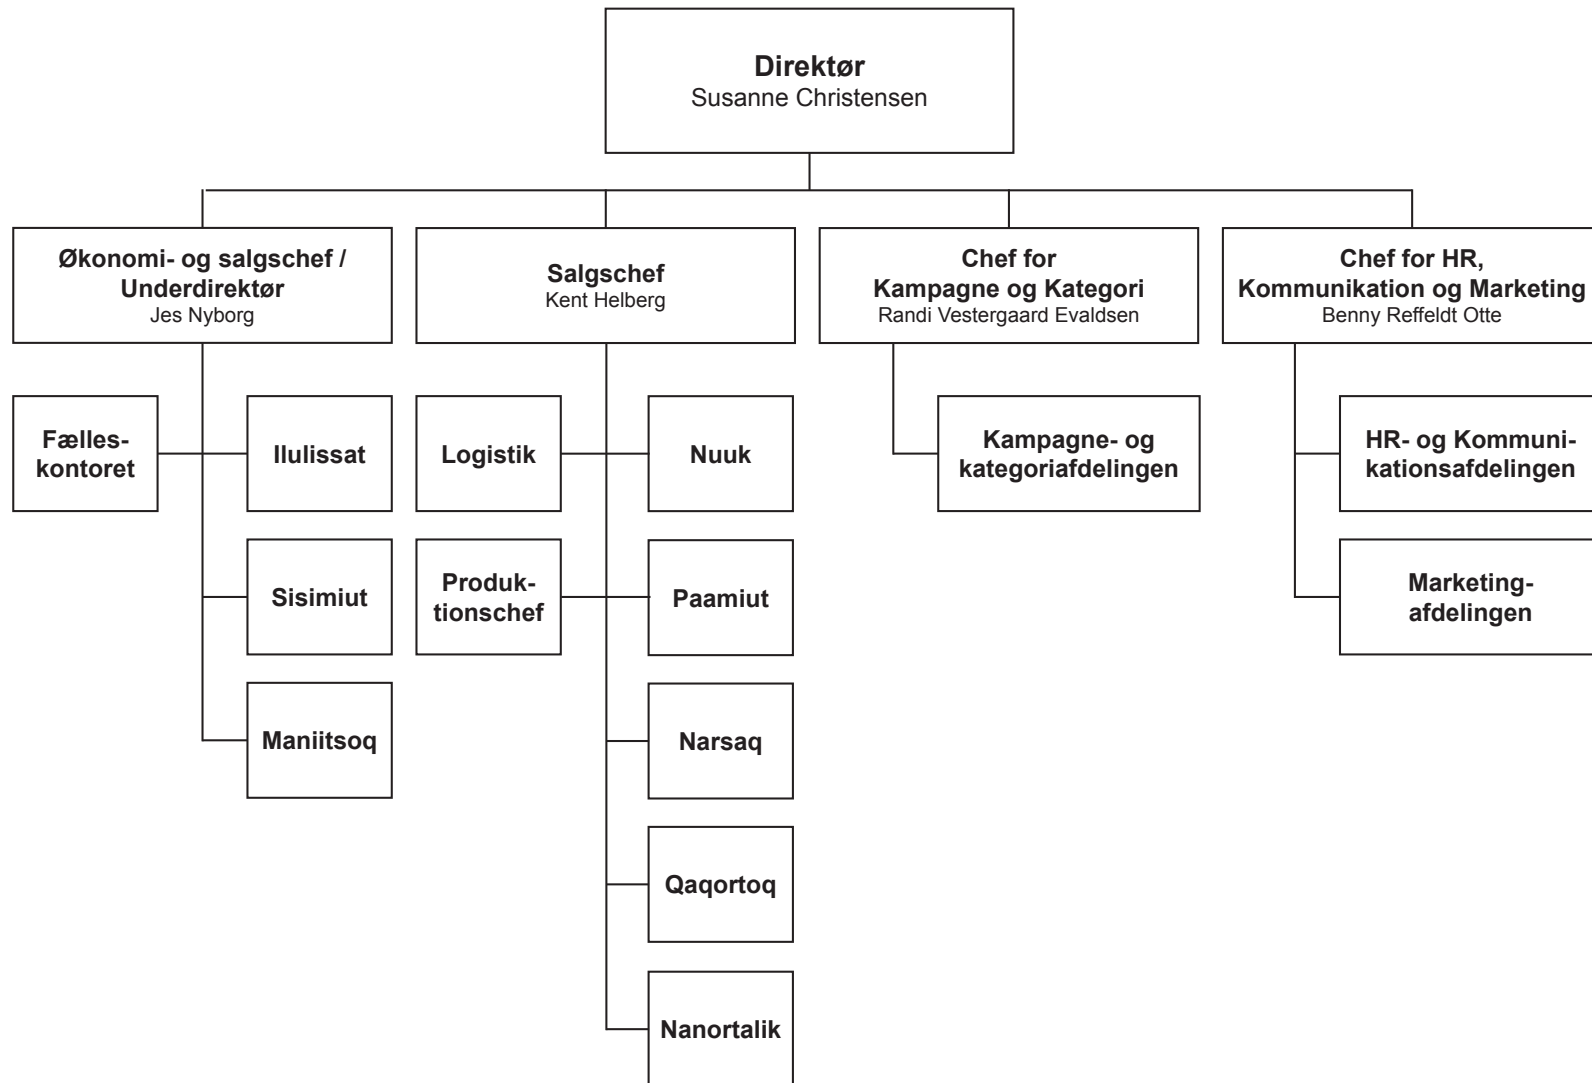 Direktør
Susanne Christensen
Økonomi- og salgschef /
Underdirektør
Jes Nyborg
Salgschef
Kent Helberg
Chef for
Kampagne og Kategori
Randi Vestergaard Evaldsen
Chef for HR,
Kommunikation og Marketing
Benny Reffeldt Otte
Fælles-
kontoret
Ilulissat
Logistik
Nuuk
Kampagne- og
kategoriafdelingen
HR- og Kommuni-
kationsafdelingen
Sisimiut
Produk-
tionschef
Paamiut
Marketing-
afdelingen
Maniitsoq
Narsaq
Qaqortoq
Nanortalik